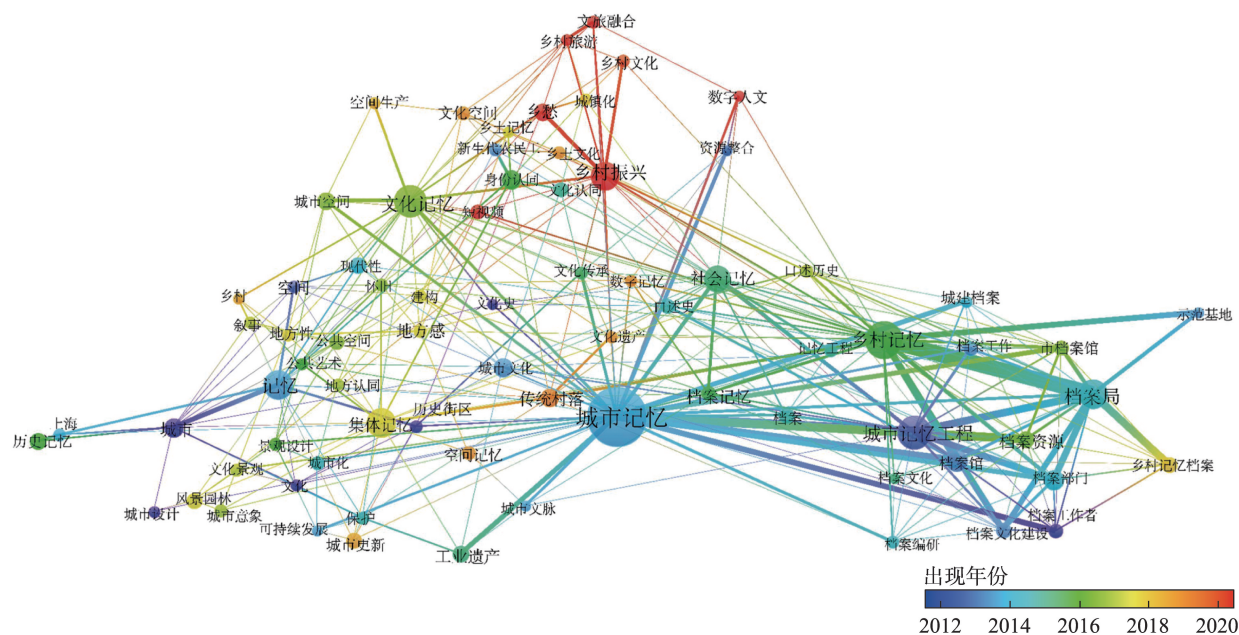 文旅融合
乡村旅游
乡村文化
数字人文
空间生产
文化空间
乡愁
城镇化
乡土记忆
新生代农民工
乡土文化
资源整合
乡村振兴
身份认同
文化认同
城市空间
文化记忆
短视频
现代性
文化传承
数字记忆
社会记忆
口述历史
空间
怀旧
建构
文化史
口述史
城建档案
示范基地
乡村
叙事
地方性
公共空间
地方感
文化遗产
记忆工程
乡村记忆
档案工作
市档案馆
公共艺术
记忆
地方认同
城市文化
传统村落
档案记忆
档案局
上海
历史记忆
城市
集体记忆
历史街区
城市记忆
档案
城市记忆工程
档案资源
景观设计
城市化
文化景观
空间记忆
档案馆
乡村记忆档案
文化
档案文化
档案部门
风景园林
城市设计
城市意象
保护
可持续发展
城市文脉
档案工作者
档案文化建设
城市更新
工业遗产
档案编研
出现年份
2012 2014 2016 2018 2020